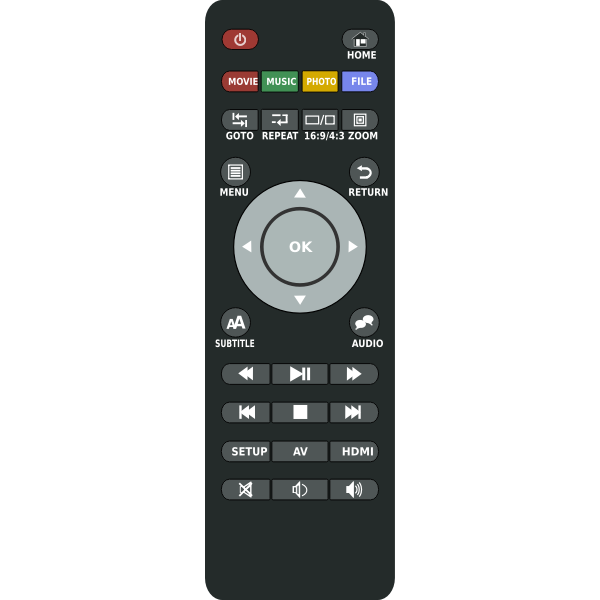 HOME
MOVIE MUSIC PHOTO FILE
GOTO REPEAT 16:9/4:3 ZOOM
MENU RETURN
OK
AA
SUBTITLE AUDIO
SETUP AV HDMI